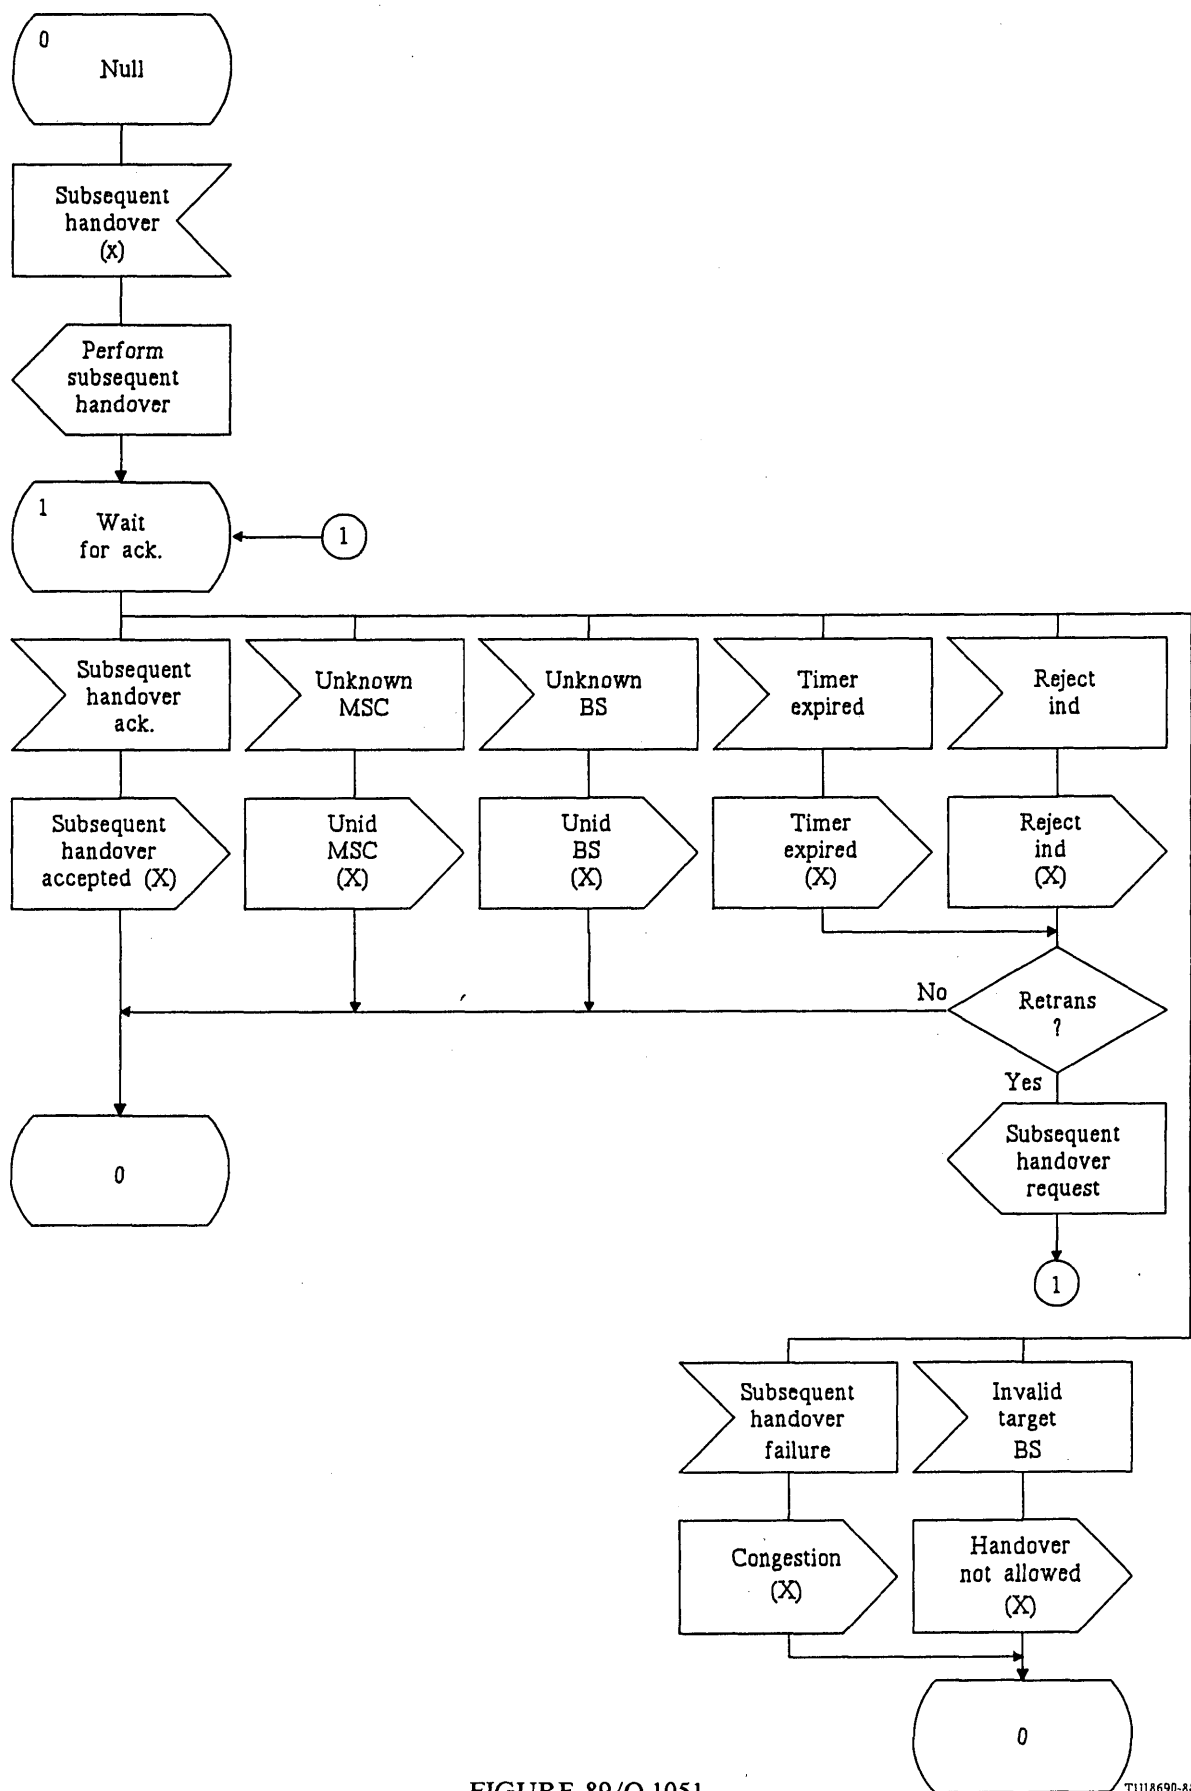 0
Null
Subsequent
handover
(x)
Perform
subsequent
handover
1
Wait
for ack.
1
Subsequent
handover
ack.
Unknown
MSC
Unknown
BS
Timer
expired
Reject
ind
Subsequent
handover
accepted (X)
Unid
MSC
(X)
Unid
BS
(X)
Timer
expired
(X)
Reject
ind
(X)
No
Retrans
?
Yes
0
Subsequent
handover
request
1
Subsequent
handover
failure
Invalid
target
BS
Congestion
(X)
Handover
not allowed
(X)
0
FIGURE 89/Q.1051